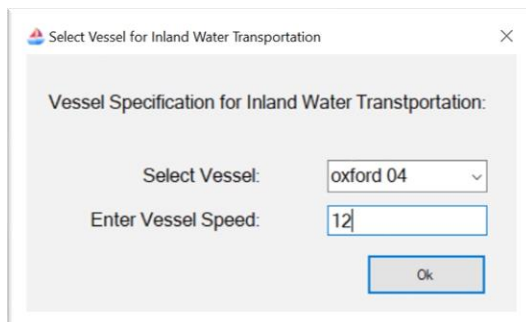 Select Vessel for Inland Water Transportation
Vessel Specification for Inland Water Transtportation:
Select Vessel: oxford 04
Enter Vessel Speed: 12
Ok